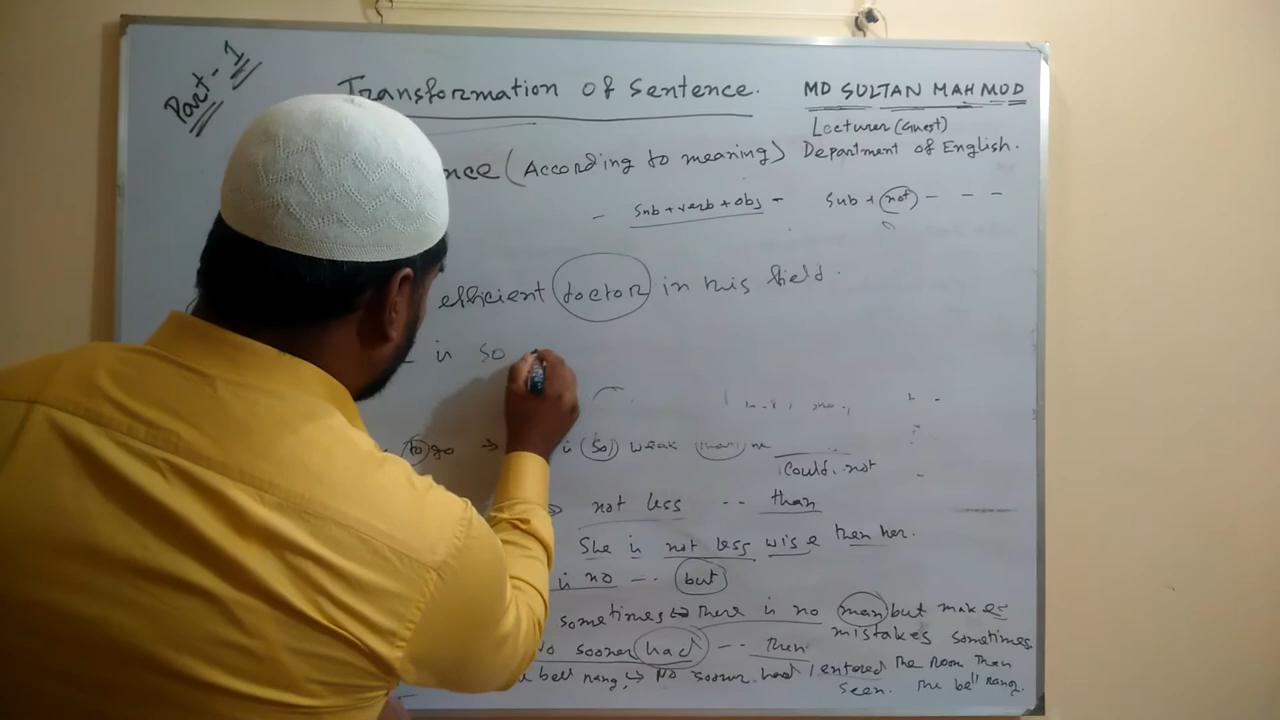 Part-1
Transformation of Sentence.
MD SULTAN MAHMOD
Lecturer (Guest)
Department of English.
nce (According to meaning)
- Sub + verb + obj -
Sub + not - - -
efficient doctor in this field.
is so
to go → is (so) weak that he
could not
not less -- than
She is not less wise then her.
is no -- but
sometimes → There is no man but makes
mistakes sometimes
No sooner had -- then
bell rang, → No sooner had I entered the room than
seen. the bell rang.